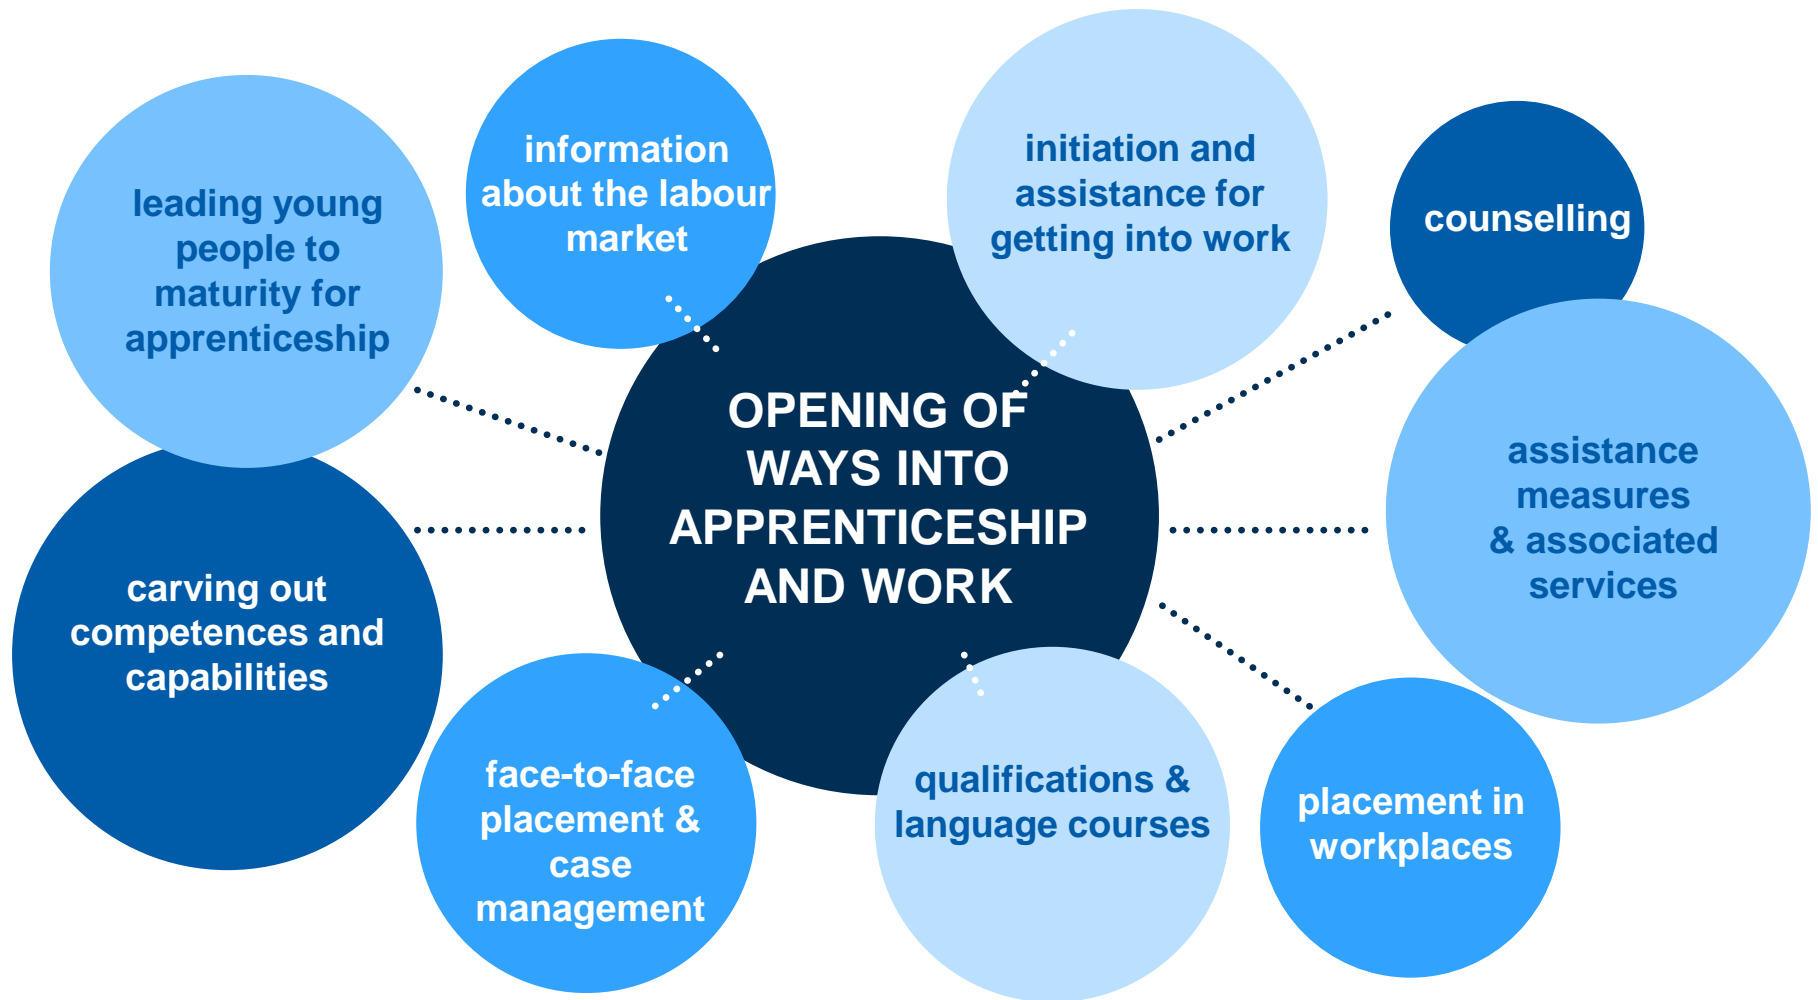 information
about the labour
market
initiation and
assistance for
getting into work
counselling
leading young
people to
maturity for
apprenticeship
OPENING OF
WAYS INTO
APPRENTICESHIP
AND WORK
assistance
measures
& associated
services
carving out
competences and
capabilities
face-to-face
placement &
case
management
qualifications &
language courses
placement in
workplaces